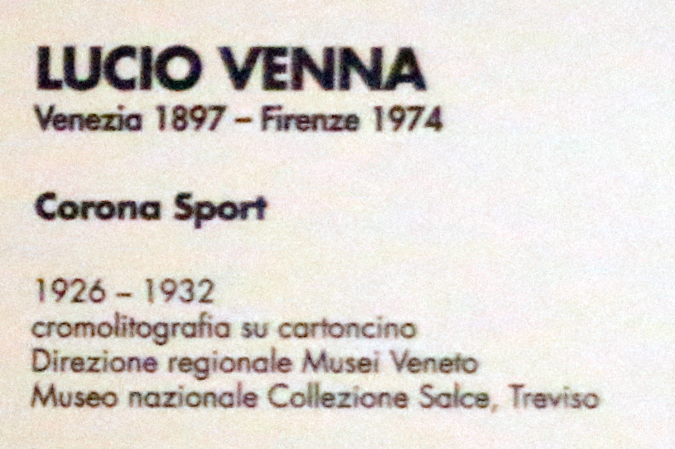 LUCIO VENNA
Venezia 1897 – Firenze 1974
Corona Sport
1926 – 1932
cromolitografia su cartoncino
Direzione regionale Musei Veneto
Museo nazionale Collezione Salce, Treviso